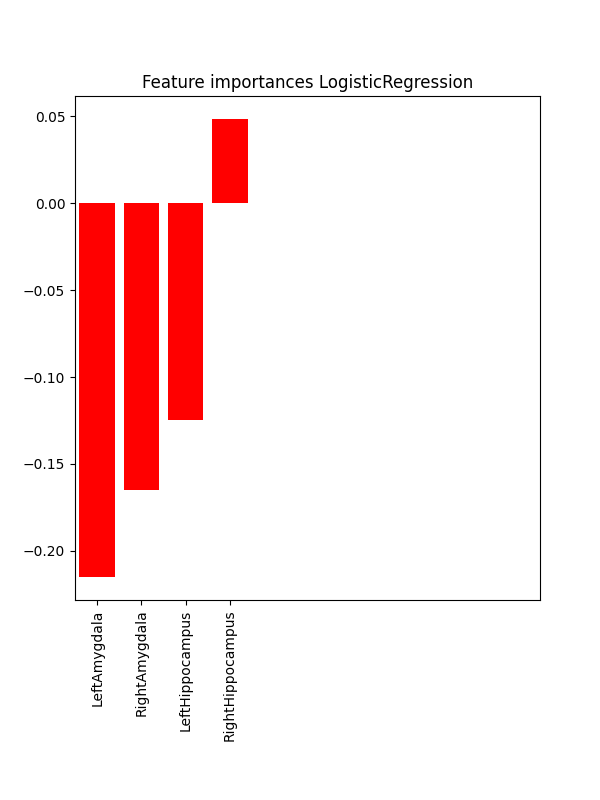 Feature importances LogisticRegression
0.05
0.00
−0.05
−0.10
−0.15
−0.20
LeftAmygdala
RightAmygdala
LeftHippocampus
RightHippocampus